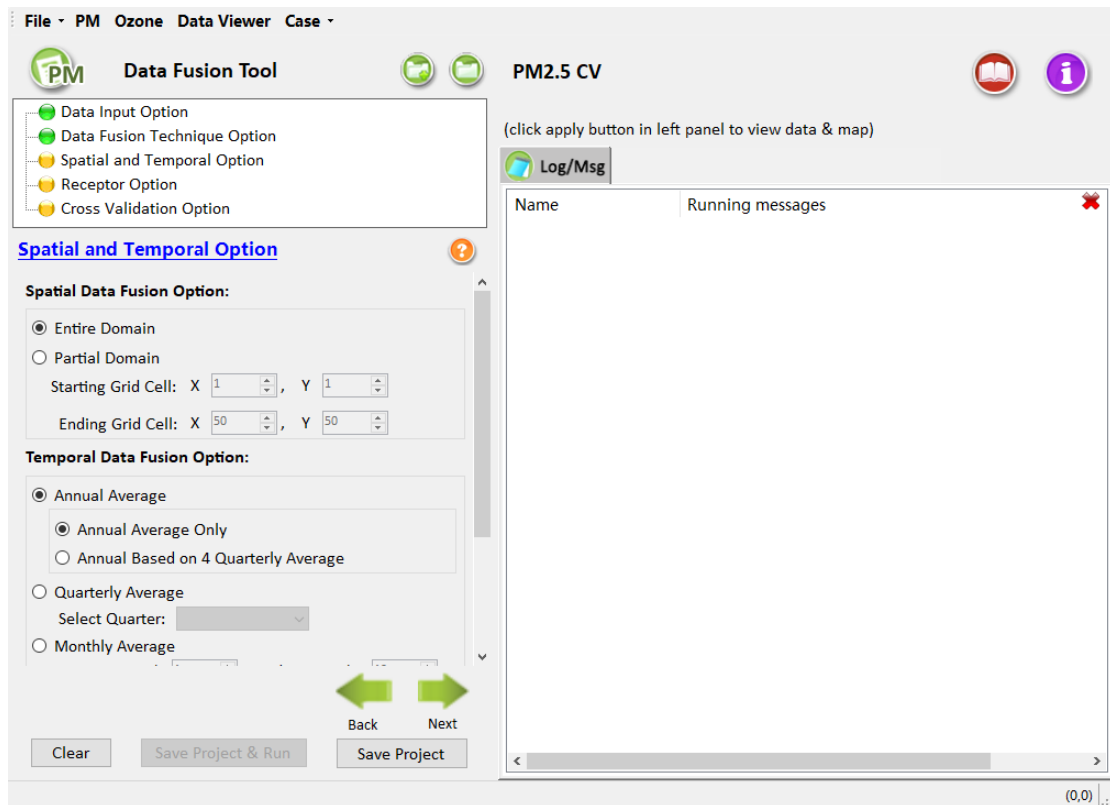 File PM Ozone Data Viewer Case
PM Data Fusion Tool
PM2.5 CV
Data Input Option
Data Fusion Technique Option
Spatial and Temporal Option
Receptor Option
Cross Validation Option
(click apply button in left panel to view data & map)
Log/Msg
Name Running messages
Spatial and Temporal Option
Spatial Data Fusion Option:
Entire Domain
Partial Domain
Starting Grid Cell: X 1 , Y 1
Ending Grid Cell: X 50 , Y 50
Temporal Data Fusion Option:
Annual Average
Annual Average Only
Annual Based on 4 Quarterly Average
Quarterly Average
Select Quarter:
Monthly Average
Back Next
Clear Save Project & Run Save Project
(0,0)